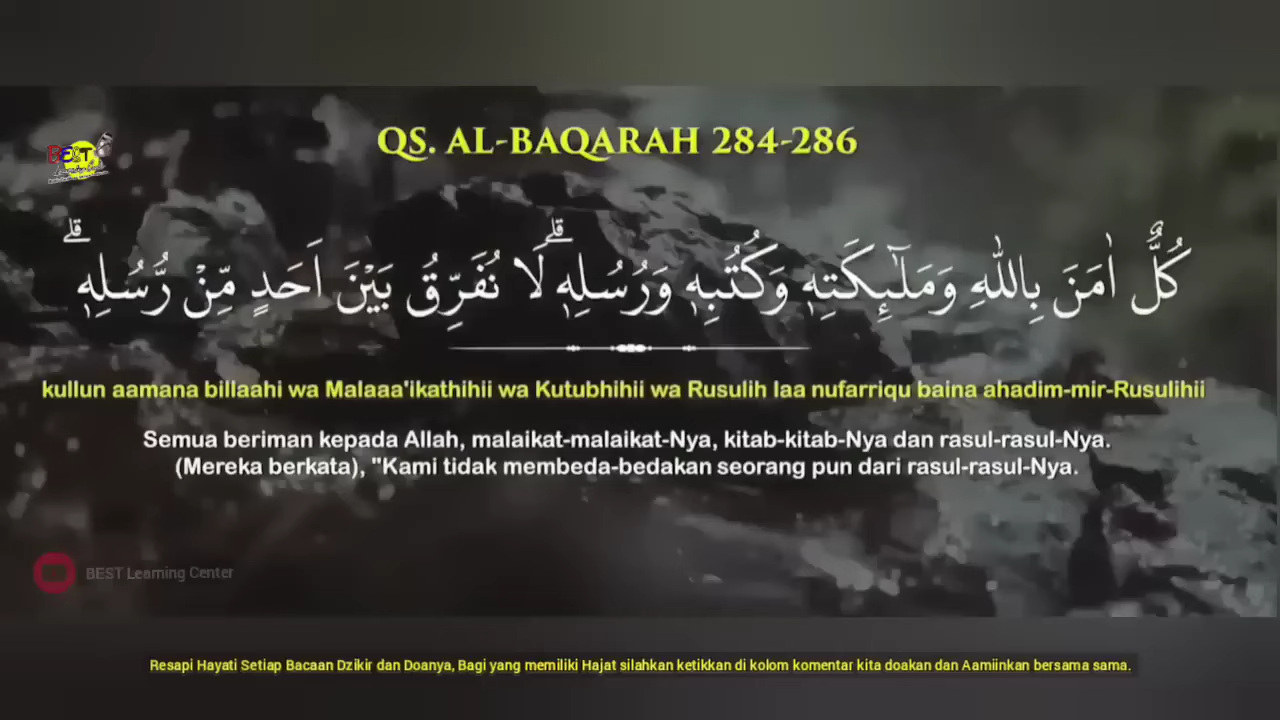 QS. AL-BAQARAH 284-286
BEST
كُلٌّ اٰمَنَ بِاللّٰهِ وَمَلٰۤىِٕكَتِهٖ وَكُتُبِهٖ وَرُسُلِهٖۗ لَا نُفَرِّقُ بَيْنَ اَحَدٍ مِّنْ رُّسُلِهٖۗ
kullun aamana billaahi wa Malaaa'ikathihii wa Kutubhihii wa Rusulih laa nufarriqu baina ahadim-mir-Rusulihii
Semua beriman kepada Allah, malaikat-malaikat-Nya, kitab-kitab-Nya dan rasul-rasul-Nya.
(Mereka berkata), "Kami tidak membeda-bedakan seorang pun dari rasul-rasul-Nya.
BEST Learning Center
Resapi Hayati Setiap Bacaan Dzikir dan Doanya, Bagi yang memiliki Hajat silahkan ketikkan di kolom komentar kita doakan dan Aamiinkan bersama sama.